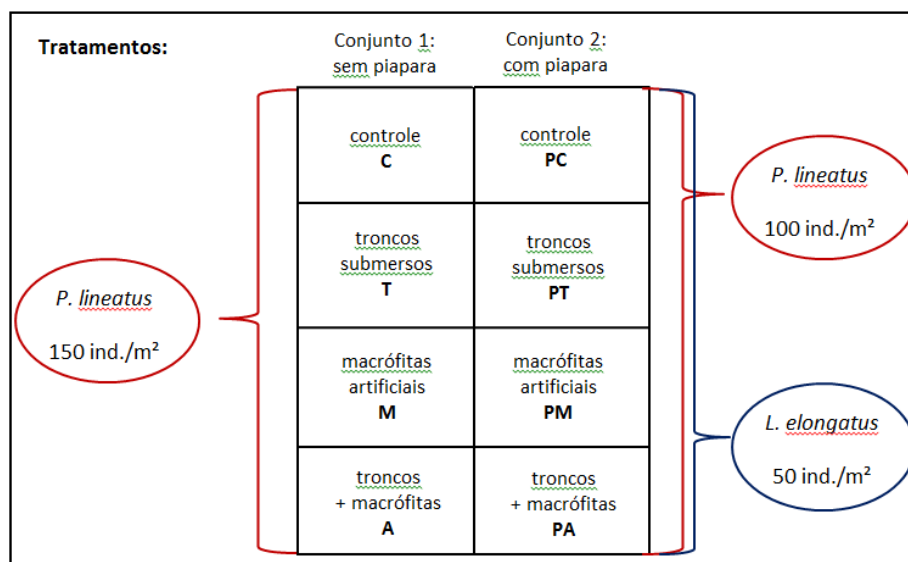 Tratamentos:
Conjunto 1:
sem piapara
Conjunto 2:
com piapara
controle
C
controle
PC
troncos
submersos
T
troncos
submersos
PT
macrófitas
artificiais
M
macrófitas
artificiais
PM
troncos
+ macrófitas
A
troncos
+ macrófitas
PA
P. lineatus
150 ind./m²
P. lineatus
100 ind./m²
L. elongatus
50 ind./m²